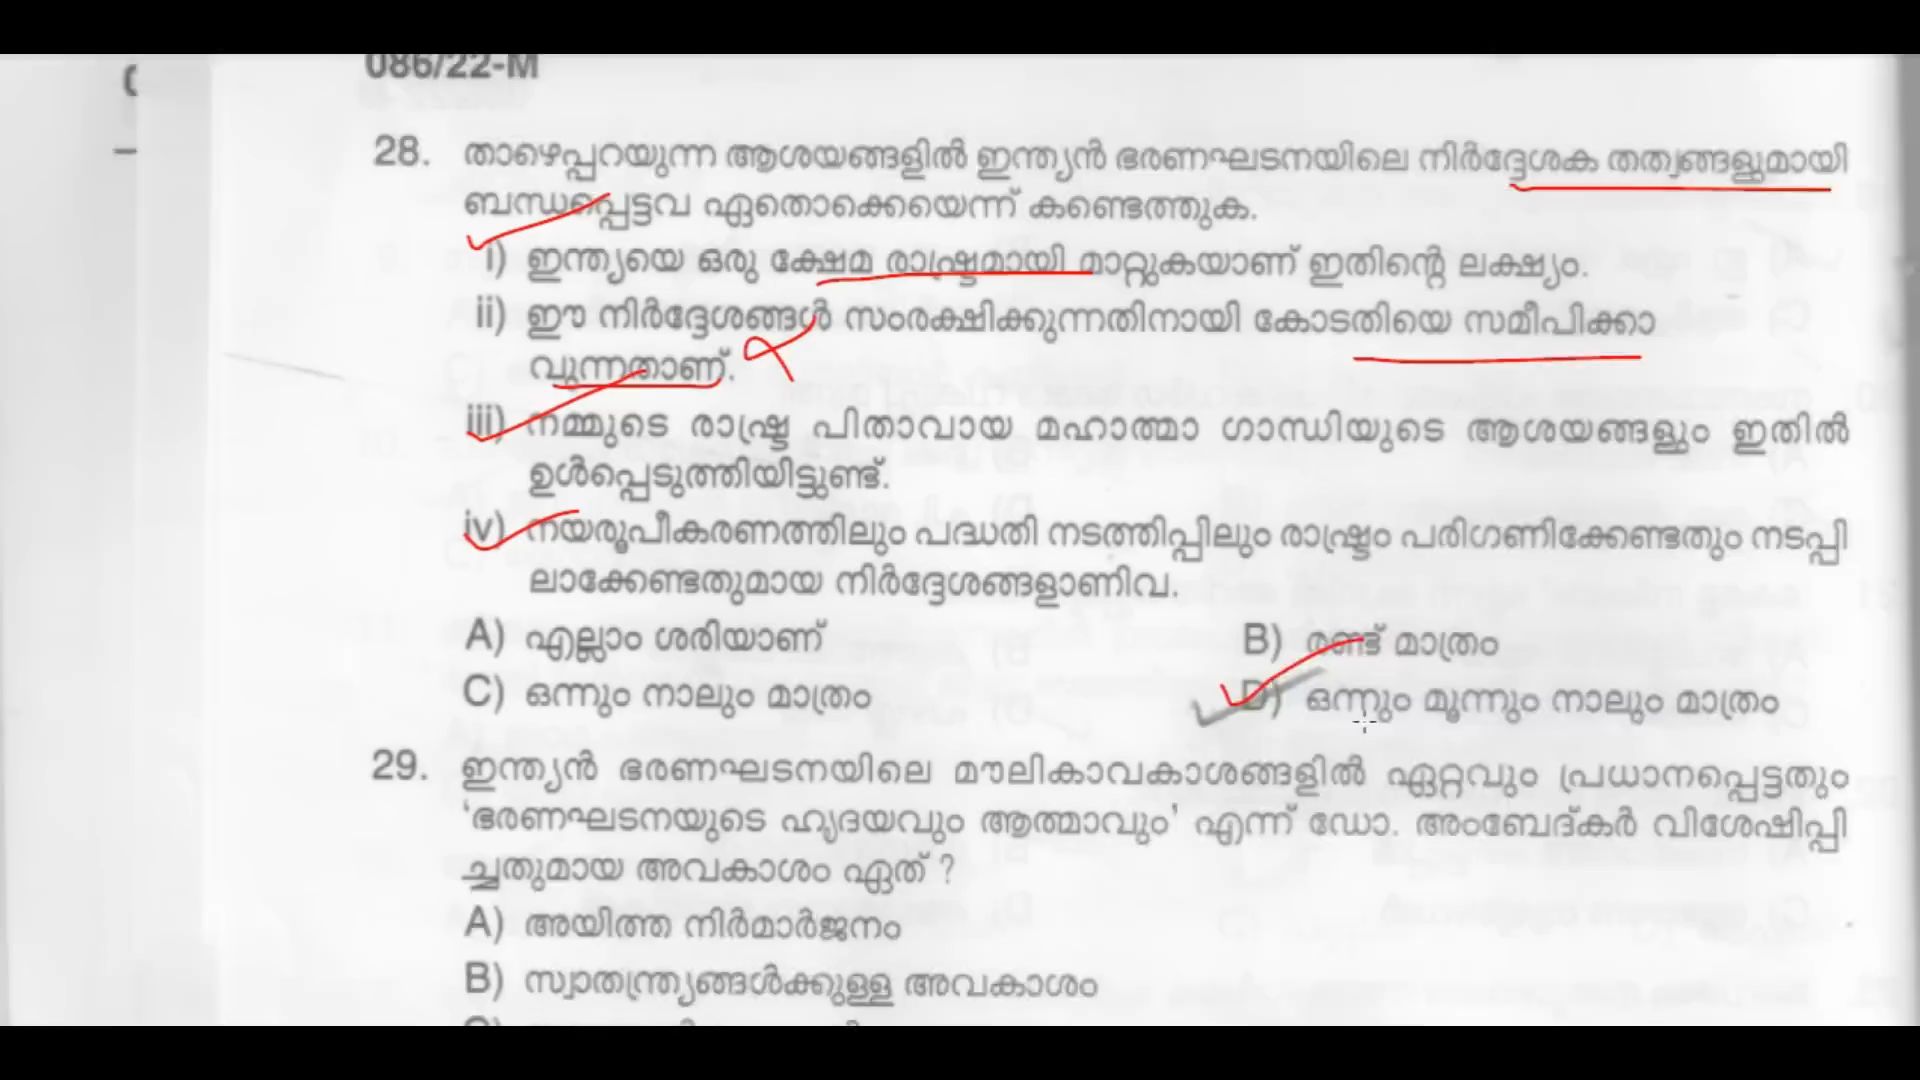 086/22-M
28. താഴെപ്പറയുന്ന ആശയങ്ങളിൽ ഇന്ത്യൻ ഭരണഘടനയിലെ നിർദ്ദേശക തത്വങ്ങളുമായി
ബന്ധപ്പെട്ടവ ഏതൊക്കെയെന്ന് കണ്ടെത്തുക.
i) ഇന്ത്യയെ ഒരു ക്ഷേമ രാഷ്ട്രമായി മാറ്റുകയാണ് ഇതിന്റെ ലക്ഷ്യം.
ii) ഈ നിർദ്ദേശങ്ങൾ സംരക്ഷിക്കുന്നതിനായി കോടതിയെ സമീപിക്കാ
വുന്നതാണ്.
iii) നമ്മുടെ രാഷ്ട്ര പിതാവായ മഹാത്മാ ഗാന്ധിയുടെ ആശയങ്ങളും ഇതിൽ
ഉൾപ്പെടുത്തിയിട്ടുണ്ട്.
iv) നയരൂപീകരണത്തിലും പദ്ധതി നടത്തിപ്പിലും രാഷ്ട്രം പരിഗണിക്കേണ്ടതും നടപ്പി
ലാക്കേണ്ടതുമായ നിർദ്ദേശങ്ങളാണിവ.
A) എല്ലാം ശരിയാണ് B) രണ്ട് മാത്രം
C) ഒന്നും നാലും മാത്രം D) ഒന്നും മൂന്നും നാലും മാത്രം
29. ഇന്ത്യൻ ഭരണഘടനയിലെ മൗലികാവകാശങ്ങളിൽ ഏറ്റവും പ്രധാനപ്പെട്ടതും
'ഭരണഘടനയുടെ ഹൃദയവും ആത്മാവും' എന്ന് ഡോ. അംബേദ്കർ വിശേഷിപ്പി
ച്ചതുമായ അവകാശം ഏത് ?
A) അയിത്ത നിർമാർജനം
B) സ്വാതന്ത്ര്യങ്ങൾക്കുള്ള അവകാശം